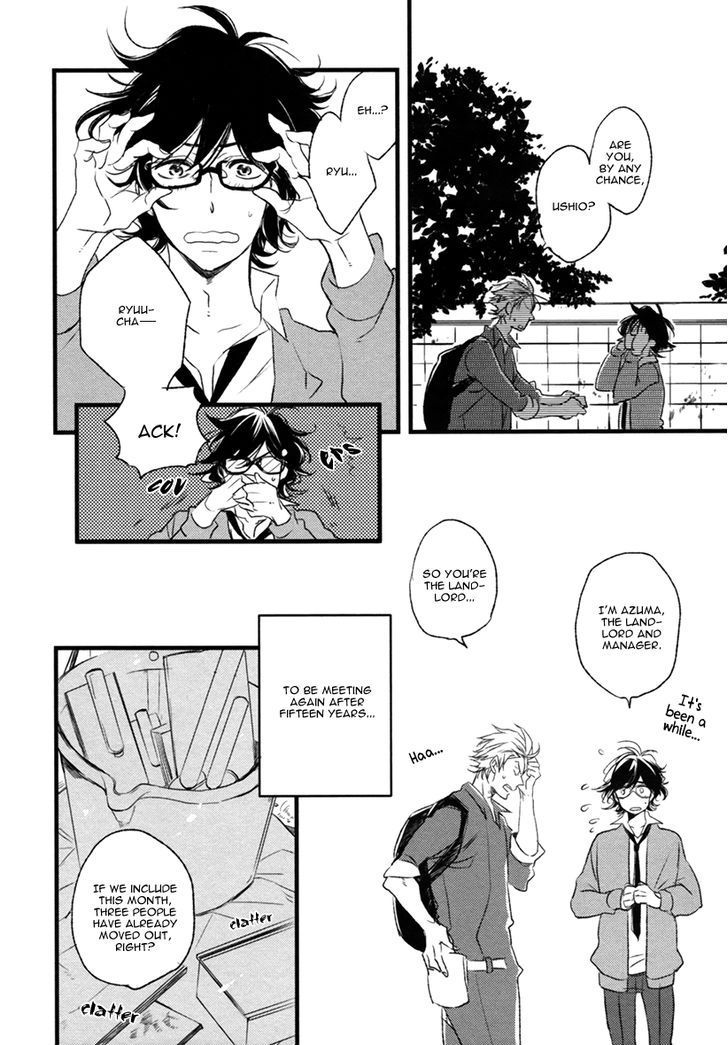 ARE
YOU,
BY ANY
CHANCE,
USHIO?
EH...?
RYU...
RYUU-
CHA—
ACK!
COV
ERS
I'M AZUMA,
THE LAND-
LORD AND
MANAGER.
It's
been a
while...
SO YOU'RE
THE LAND-
LORD...
Haa...
TO BE MEETING
AGAIN AFTER
FIFTEEN YEARS...
IF WE INCLUDE
THIS MONTH,
THREE PEOPLE
HAVE ALREADY
MOVED OUT,
RIGHT?
clatter
clatter